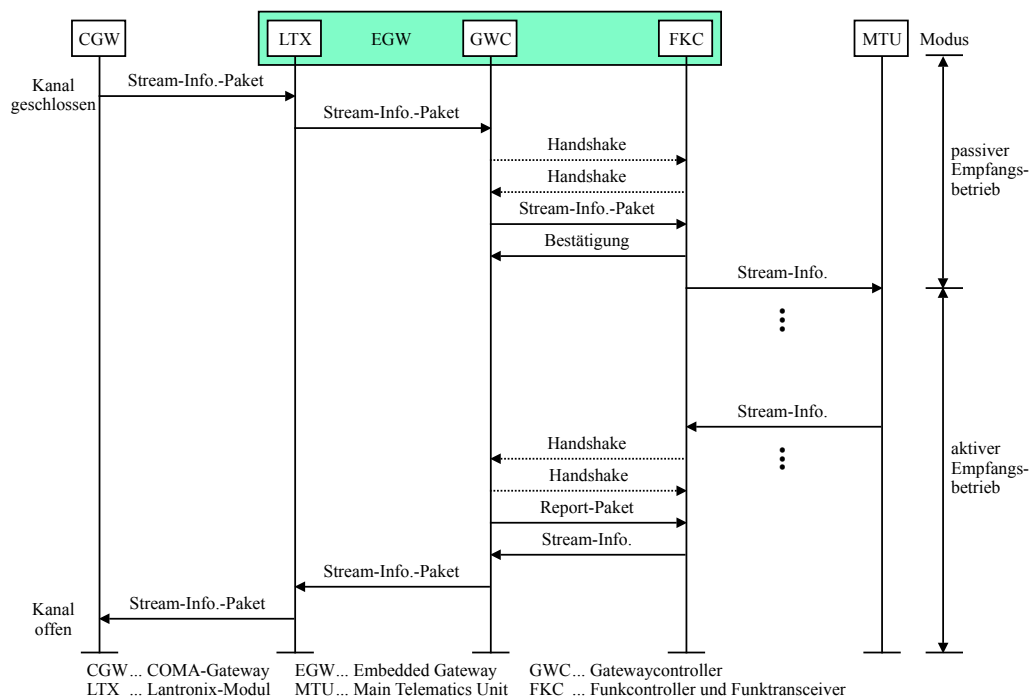 CGW
LTX
EGW
GWC
FKC
MTU
Modus
Kanal
geschlossen
Stream-Info.-Paket
Stream-Info.-Paket
Handshake
Handshake
Stream-Info.-Paket
Bestätigung
Stream-Info.
passiver
Empfangs-
betrieb
Stream-Info.
Handshake
Handshake
Report-Paket
Stream-Info.
Stream-Info.-Paket
Stream-Info.-Paket
aktiver
Empfangs-
betrieb
Kanal
offen
CGW... COMA-Gateway EGW... Embedded Gateway GWC... Gatewaycontroller
LTX ... Lantronix-Modul MTU... Main Telematics Unit FKC ... Funkcontroller und Funktransceiver